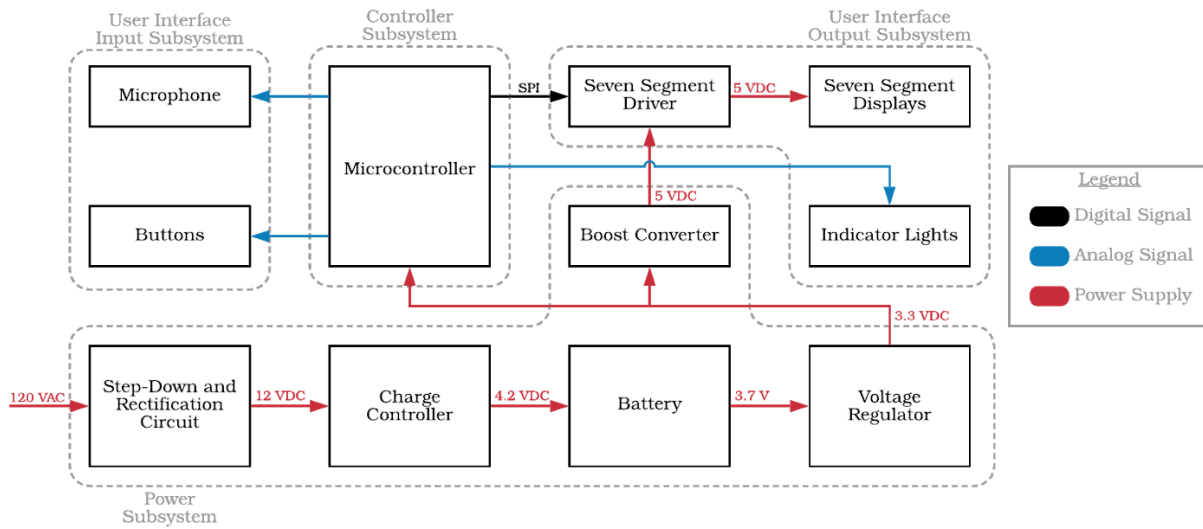 User Interface
Input Subsystem
Controller
Subsystem
User Interface
Output Subsystem
Microphone
Buttons
Microcontroller
SPI
Seven Segment
Driver
5 VDC
Seven Segment
Displays
5 VDC
Boost Converter
Indicator Lights
3.3 VDC
Legend
Digital Signal
Analog Signal
Power Supply
120 VAC
Step-Down and
Rectification
Circuit
12 VDC
Charge
Controller
4.2 VDC
Battery
3.7 V
Voltage
Regulator
Power
Subsystem